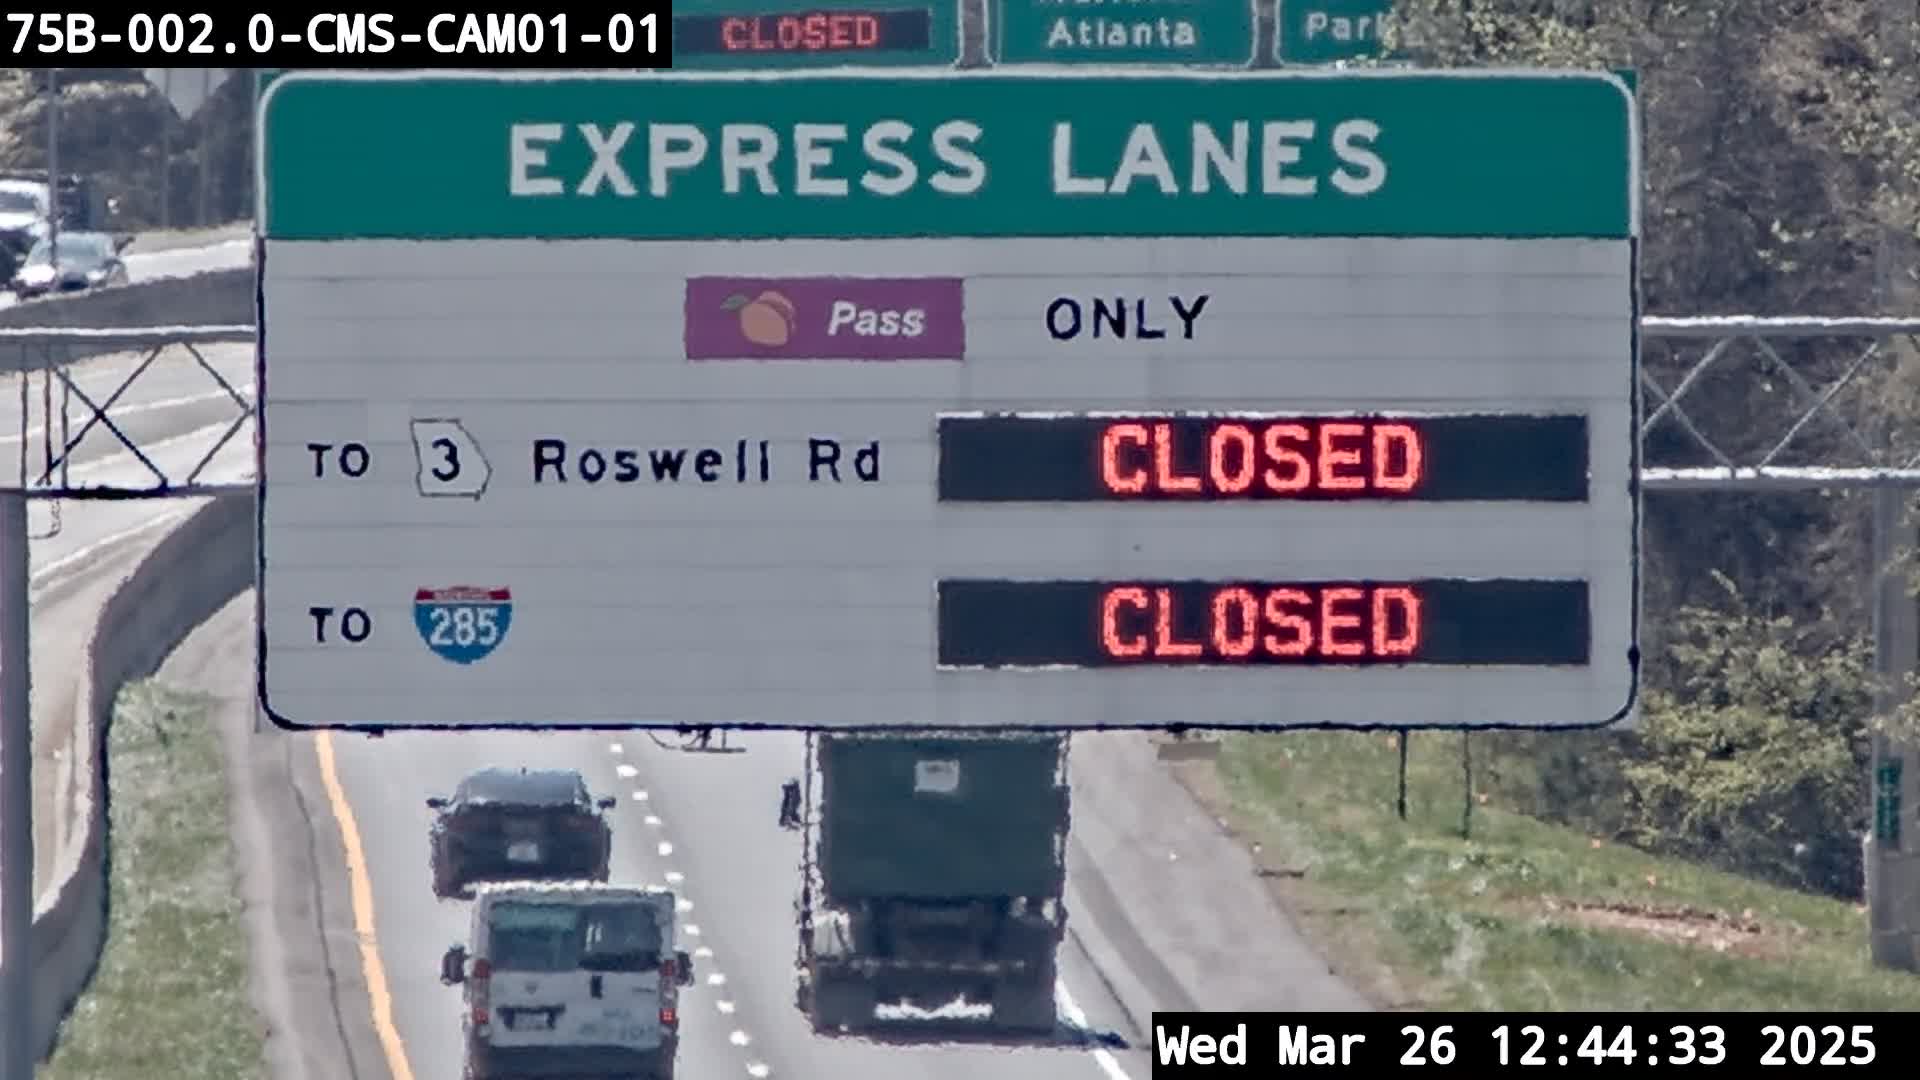 75B-002.0-CMS-CAM01-01
CLOSED
Atlanta
EXPRESS LANES
Pass ONLY
TO 3 Roswell Rd CLOSED
TO 285 CLOSED
Wed Mar 26 12:44:33 2025